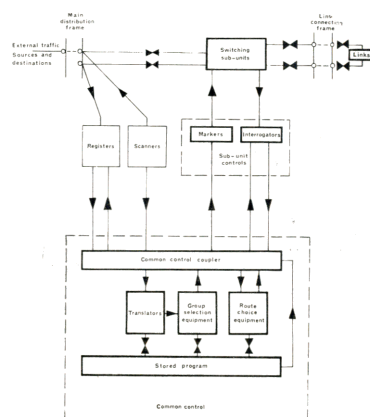 Main
distribution
frame
Link
connecting
frame
External traffic
Sources and
destinations
Switching
sub-units
Links
Registers
Scanners
Markers
Interrogators
Sub-unit
controls
Common control coupler
Translators
Group
selection
equipment
Route
choice
equipment
Stored program
Common control